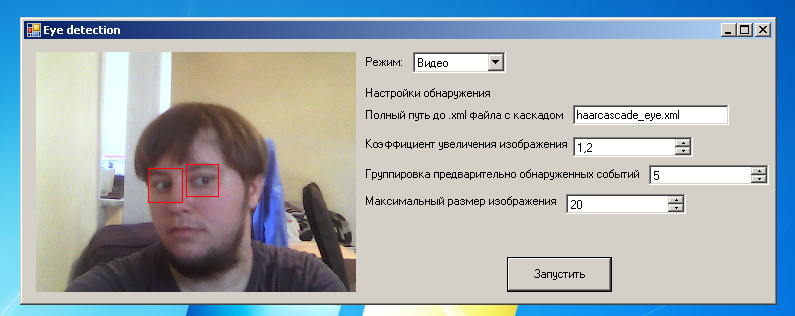 Eye detection
Режим: Видео
Настройки обнаружения
Полный путь до .xml файла с каскадом haarcascade_eye.xml
Коэффициент увеличения изображения 1,2
Группировка предварительно обнаруженных событий 5
Максимальный размер изображения 20
Запустить